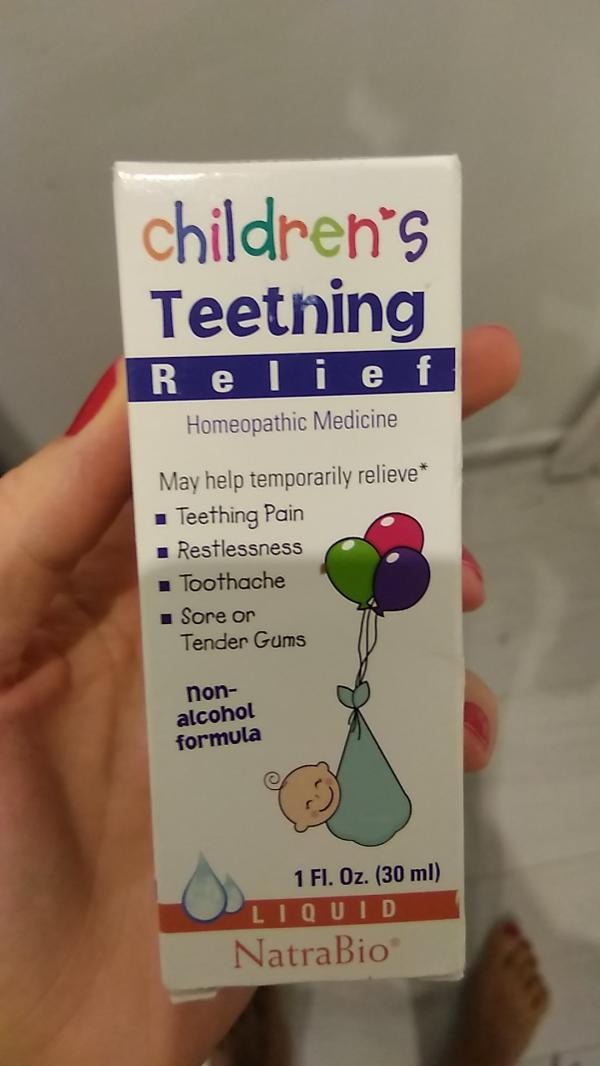 children's
Teething
Relief
Homeopathic Medicine
May help temporarily relieve*
■ Teething Pain
■ Restlessness
■ Toothache
■ Sore or
Tender Gums
non-
alcohol
formula
1 Fl. Oz. (30 ml)
LIQUID
NatraBio®